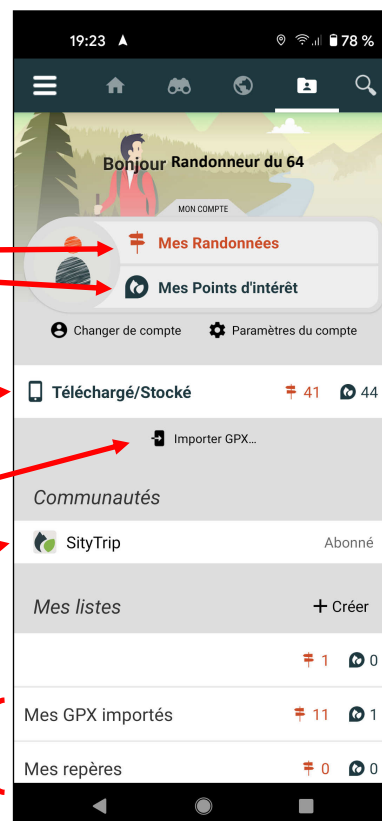 19:23
78 %
Bonjour Randonneur du 64
MON COMPTE
Mes Randonnées
Mes Points d'intérêt
Changer de compte Paramètres du compte
Téléchargé/Stocké 41 44
Importer GPX...
Communautés
SityTrip Abonné
Mes listes + Créer
1 0
Mes GPX importés 11 1
Mes repères 0 0